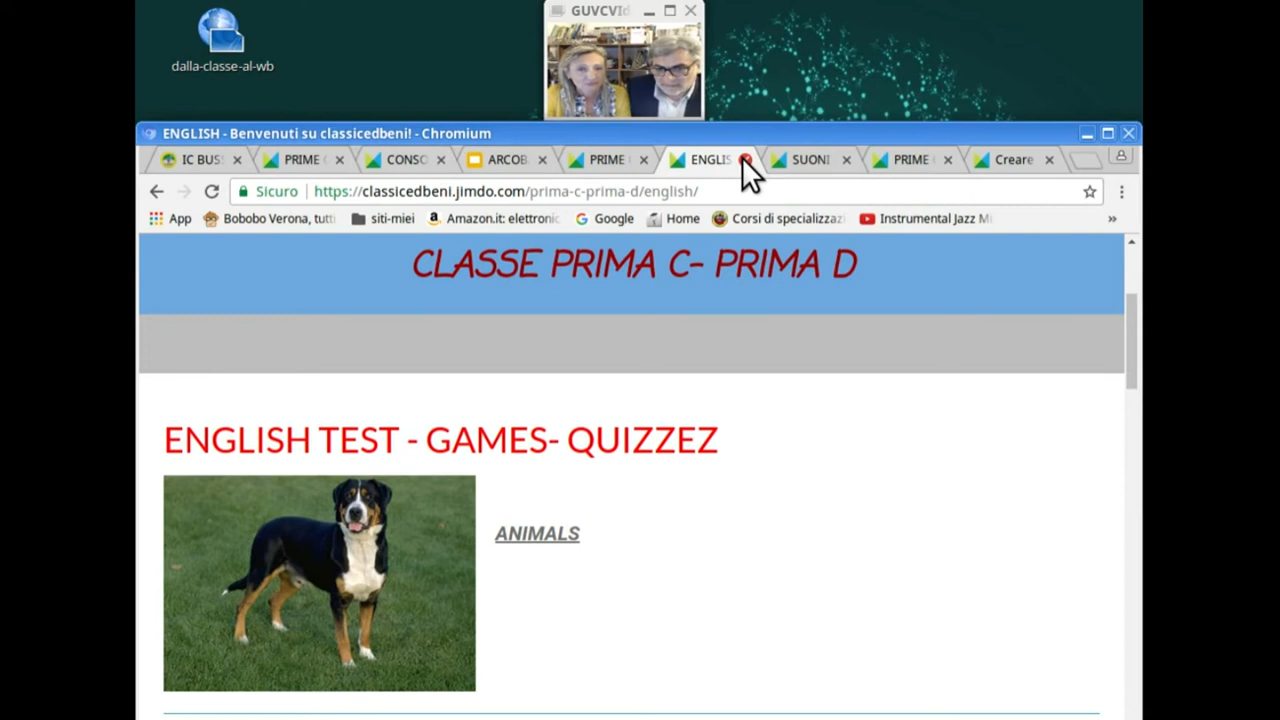 dalla-classe-al-wb
GUVCVId
ENGLISH - Benvenuti su classicedbeni! - Chromium
IC BUS PRIME CONSO ARCOB PRIME ENGLIS SUONI PRIME Creare
Sicuro https://classicedbeni.jimdo.com/prima-c-prima-d/english/
App Bobobo Verona, tutti siti-miei Amazon.it: elettronic Google Home Corsi di specializzazi Instrumental Jazz Mi »
CLASSE PRIMA C- PRIMA D
ENGLISH TEST - GAMES- QUIZZEZ
ANIMALS